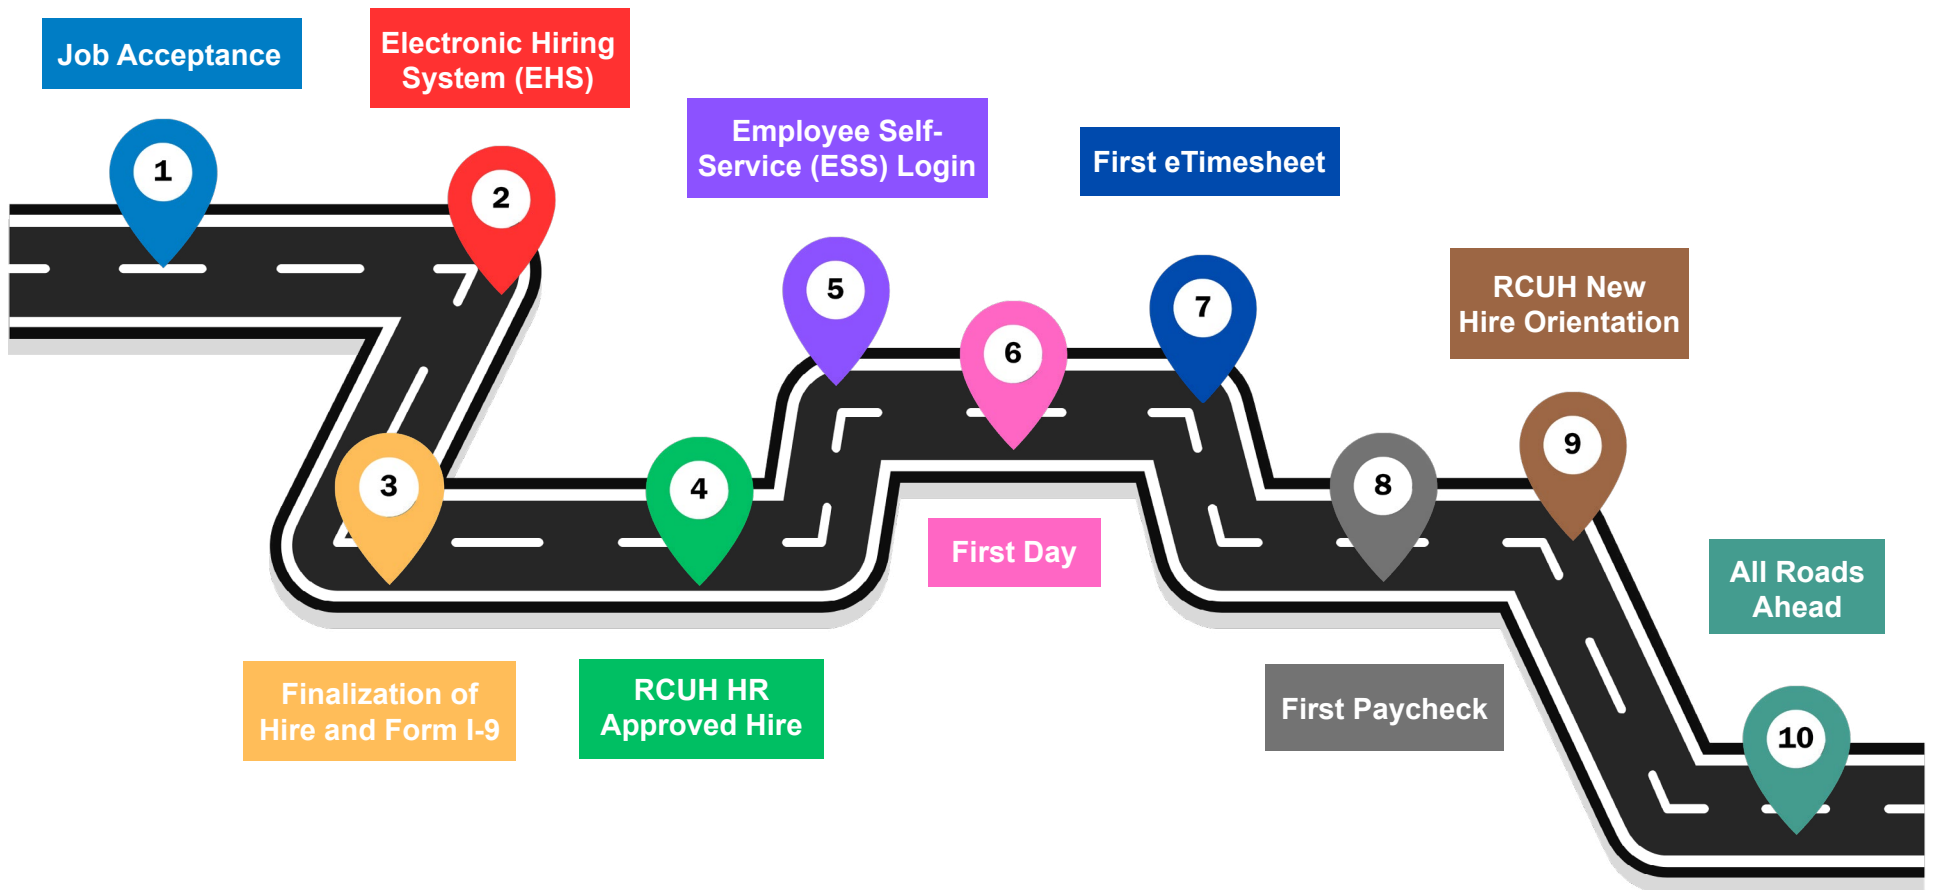 Job Acceptance
1
Electronic Hiring
System (EHS)
2
Finalization of
Hire and Form I-9
3
RCUH HR
Approved Hire
4
Employee Self-
Service (ESS) Login
5
First Day
6
First eTimesheet
7
First Paycheck
8
RCUH New
Hire Orientation
9
All Roads
Ahead
10